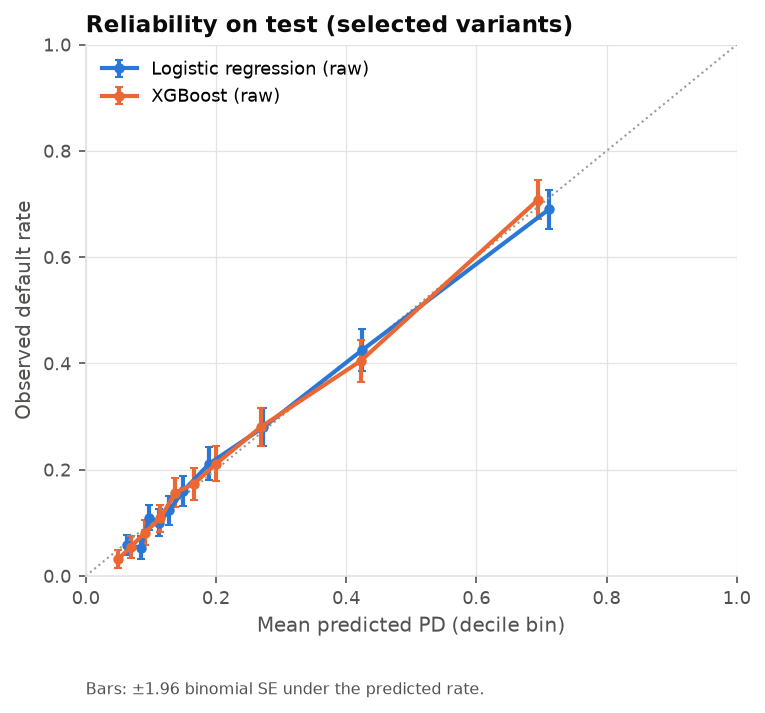 Reliability on test (selected variants)
Logistic regression (raw)
XGBoost (raw)
1.0
0.8
0.6
0.4
0.2
0.0
Observed default rate
0.0 0.2 0.4 0.6 0.8 1.0
Mean predicted PD (decile bin)
Bars: ±1.96 binomial SE under the predicted rate.